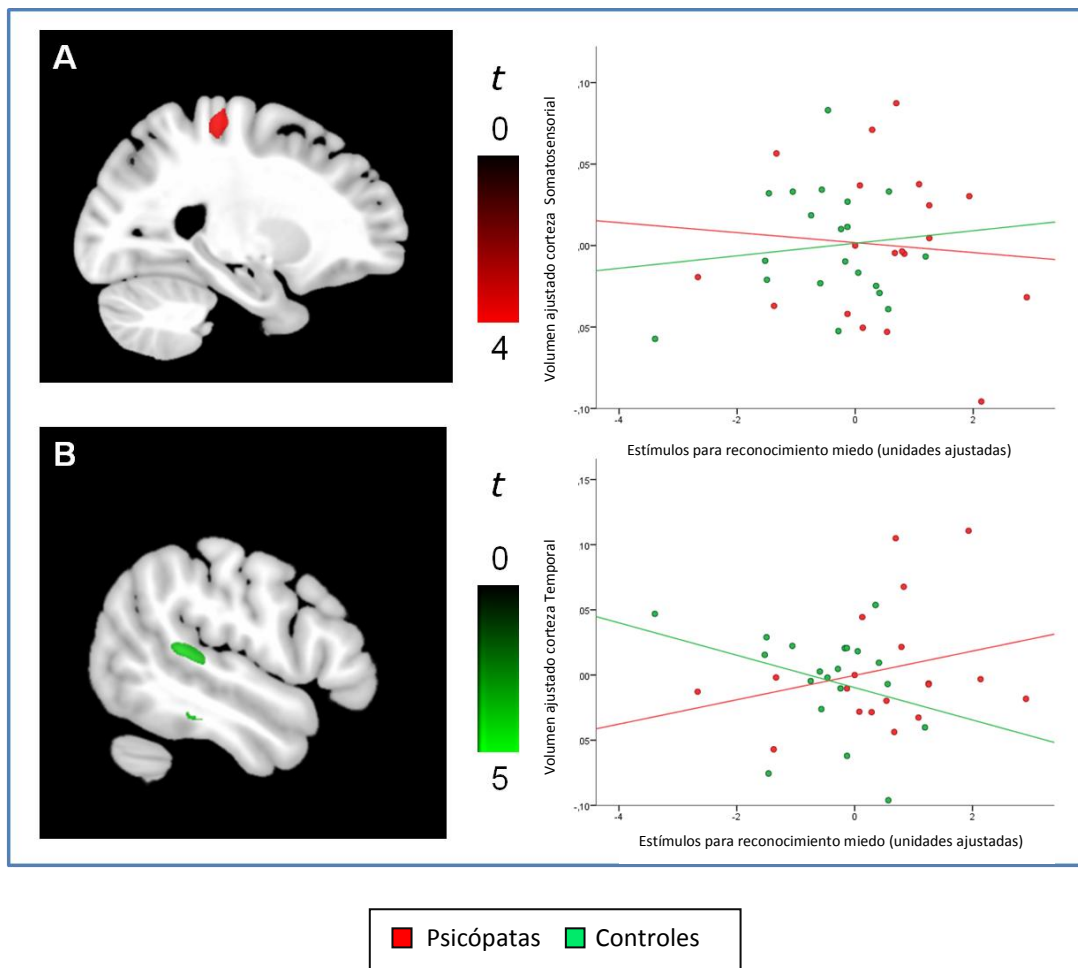 A
t
0
4
Volumen ajustado corteza Somatosensorial
,10
,05
,00
,05
-,10
-4
-2
0
2
Estímulos para reconocimiento miedo (unidades ajustadas)
B
t
0
5
Volumen ajustado corteza Temporal
,15
,10
,05
,00
,05
-,10
-4
-2
0
2
Estímulos para reconocimiento miedo (unidades ajustadas)
Psicópatas Controles